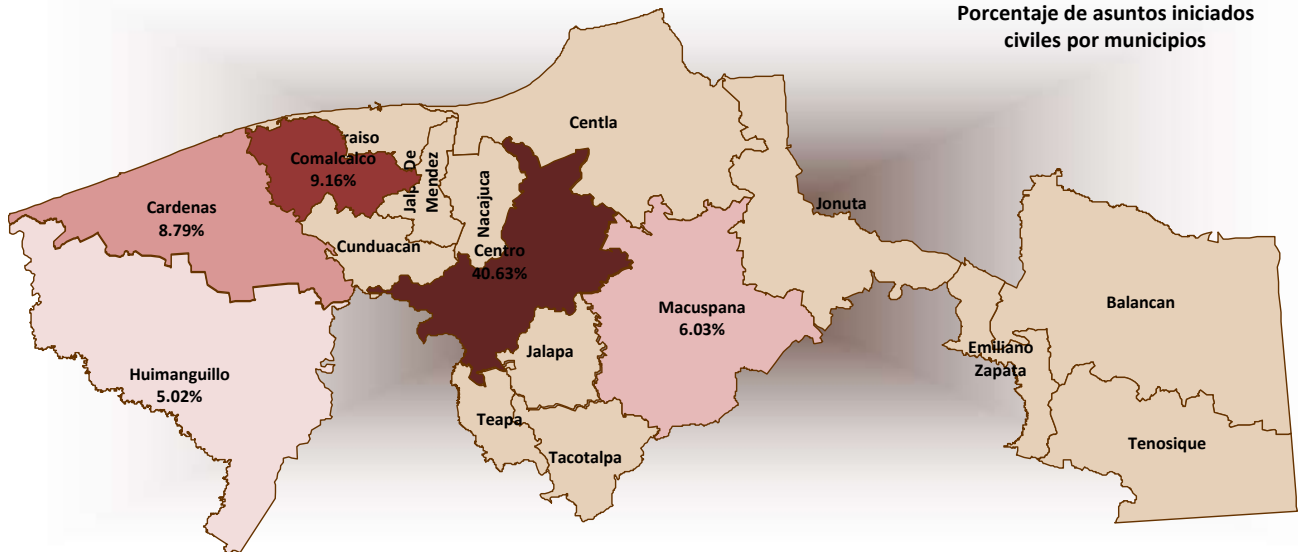 Porcentaje de asuntos iniciados
civiles por municipios
Centla
raiso
Comalcalco
9.16%
Jalpa De
Mendez
Nacajuca
Cardenas
8.79%
Cunduacan
Centro
40.63%
Jonuta
Macuspana
6.03%
Balancan
Emiliano
Zapata
Jalapa
Huimanguillo
5.02%
Teapa
Tacotalpa
Tenosique